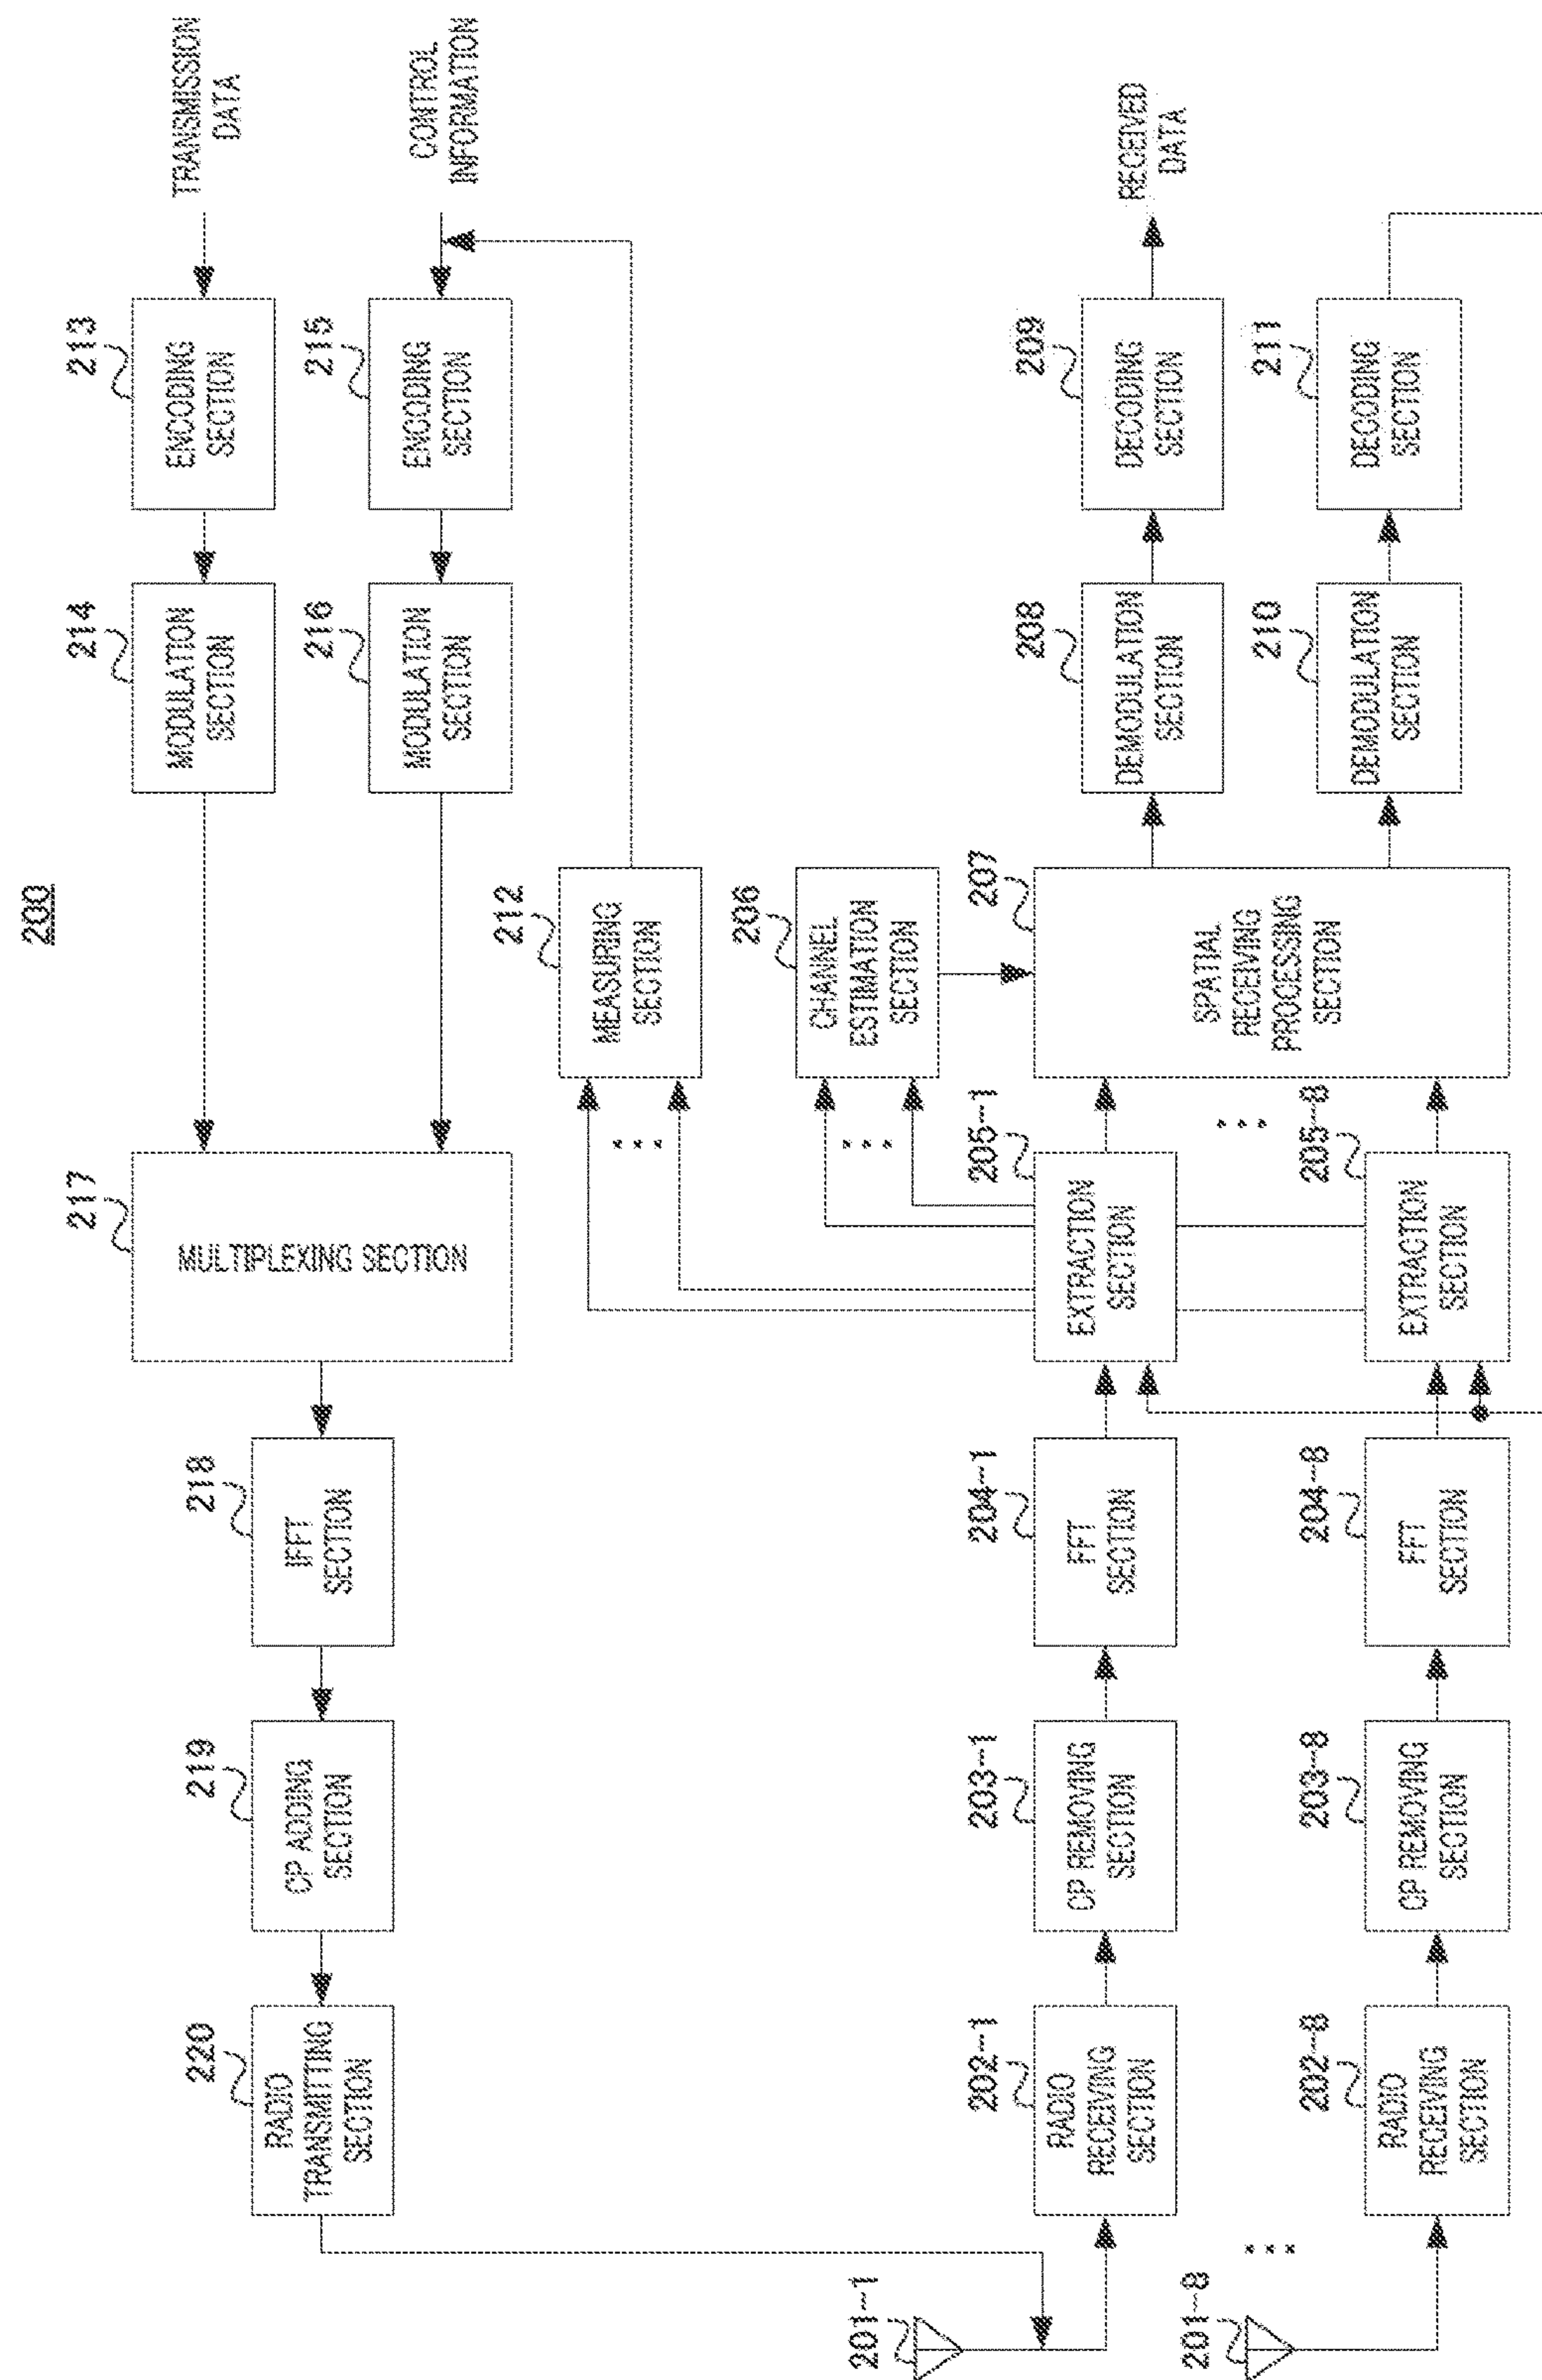 200
220
RADIO
TRANSMITTING
SECTION
219
CP ADDING
SECTION
218
IFFT
SECTION
217
MULTIPLEXING SECTION
214
MODULATION
SECTION
213
ENCODING
SECTION
TRANSMISSION
DATA
216
MODULATION
SECTION
215
ENCODING
SECTION
CONTROL
INFORMATION
212
MEASURING
SECTION
206
CHANNEL
ESTIMATION
SECTION
201-1
202-1
RADIO
RECEIVING
SECTION
203-1
CP REMOVING
SECTION
204-1
FFT
SECTION
205-1
EXTRACTION
SECTION
207
SPATIAL
RECEIVING
PROCESSING
SECTION
208
DEMODULATION
SECTION
209
DECODING
SECTION
RECEIVED
DATA
201-8
202-8
RADIO
RECEIVING
SECTION
203-8
CP REMOVING
SECTION
204-8
FFT
SECTION
205-8
EXTRACTION
SECTION
210
DEMODULATION
SECTION
211
DECODING
SECTION